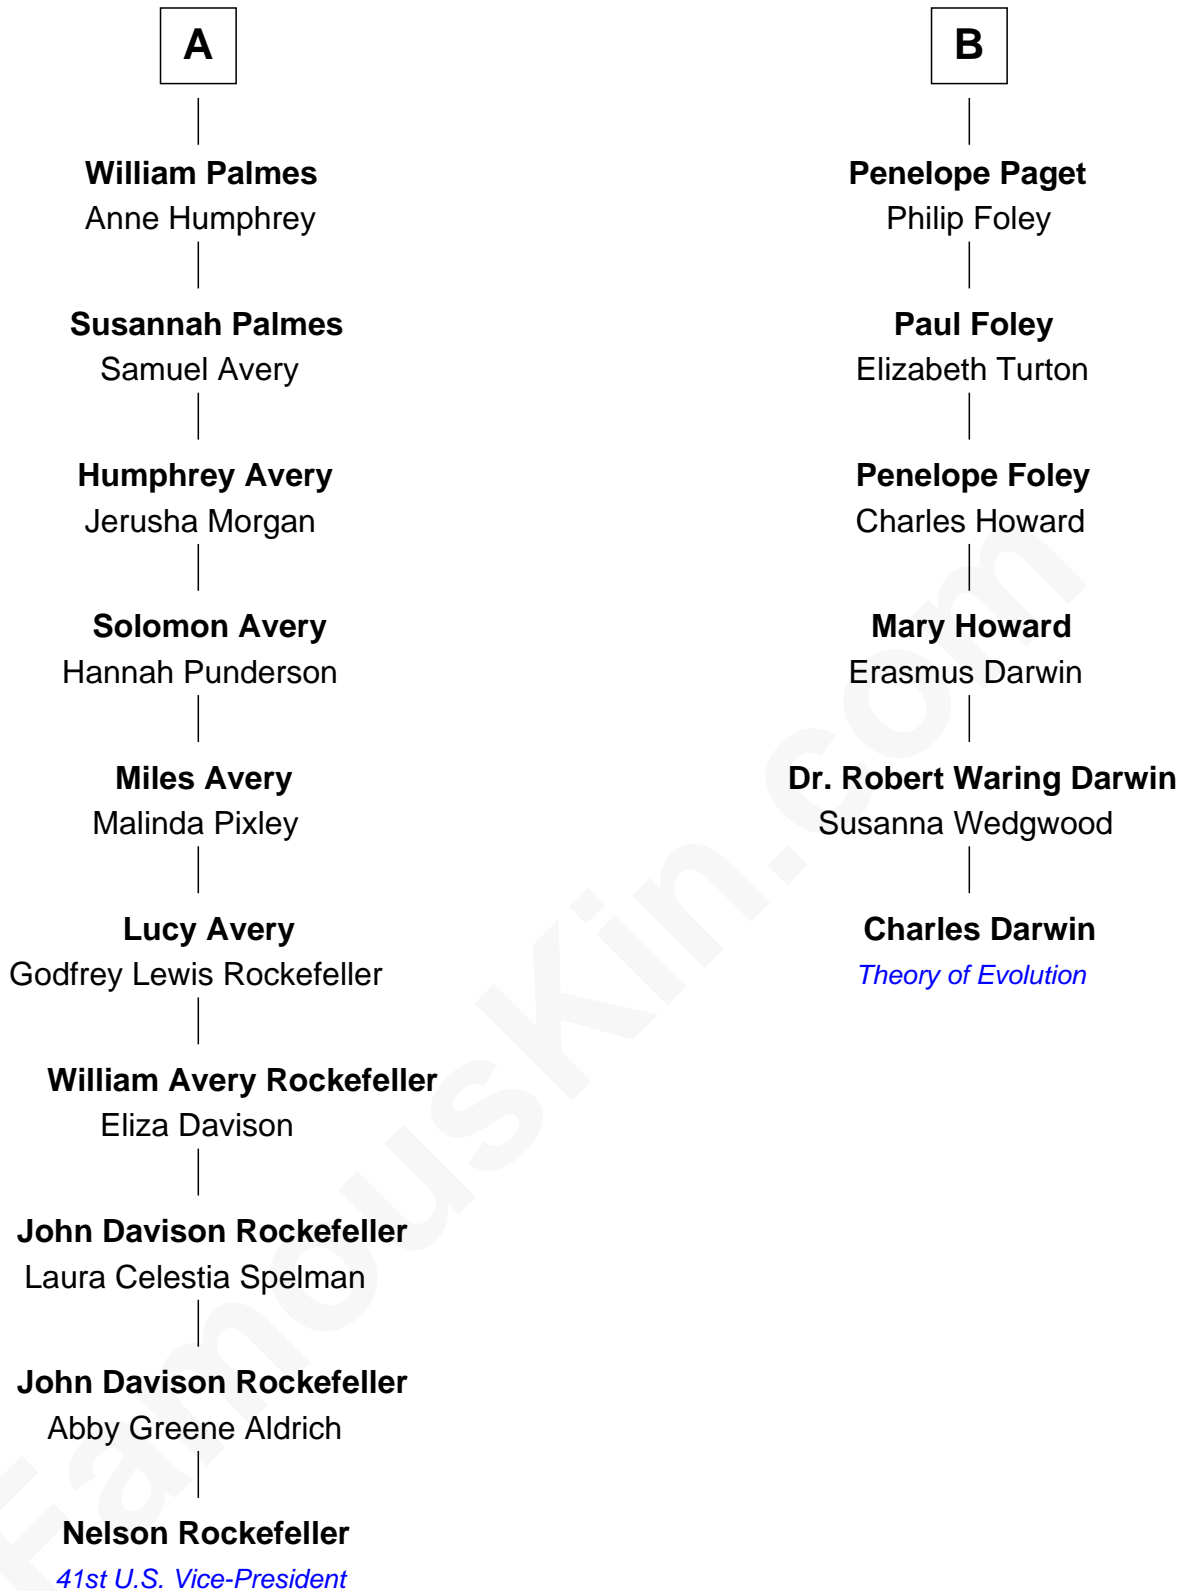 A
William Palmes
Anne Humphrey
Susannah Palmes
Samuel Avery
Humphrey Avery
Jerusha Morgan
Solomon Avery
Hannah Punderson
Miles Avery
Malinda Pixley
Lucy Avery
Godfrey Lewis Rockefeller
William Avery Rockefeller
Eliza Davison
John Davison Rockefeller
Laura Celestia Spelman
John Davison Rockefeller
Abby Greene Aldrich
Nelson Rockefeller
41st U.S. Vice-President
B
Penelope Paget
Philip Foley
Paul Foley
Elizabeth Turton
Penelope Foley
Charles Howard
Mary Howard
Erasmus Darwin
Dr. Robert Waring Darwin
Susanna Wedgwood
Charles Darwin
Theory of Evolution
FamousKin.com